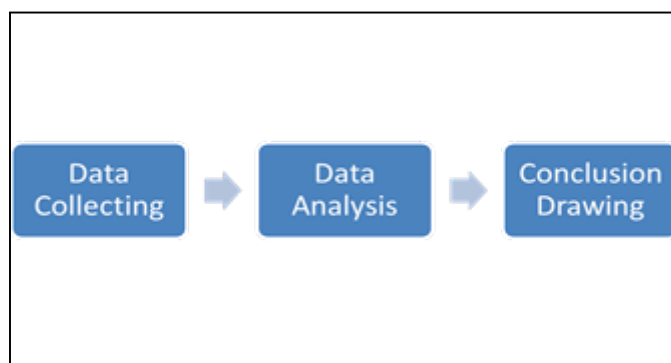 Data
Collecting
Data
Analysis
Conclusion
Drawing